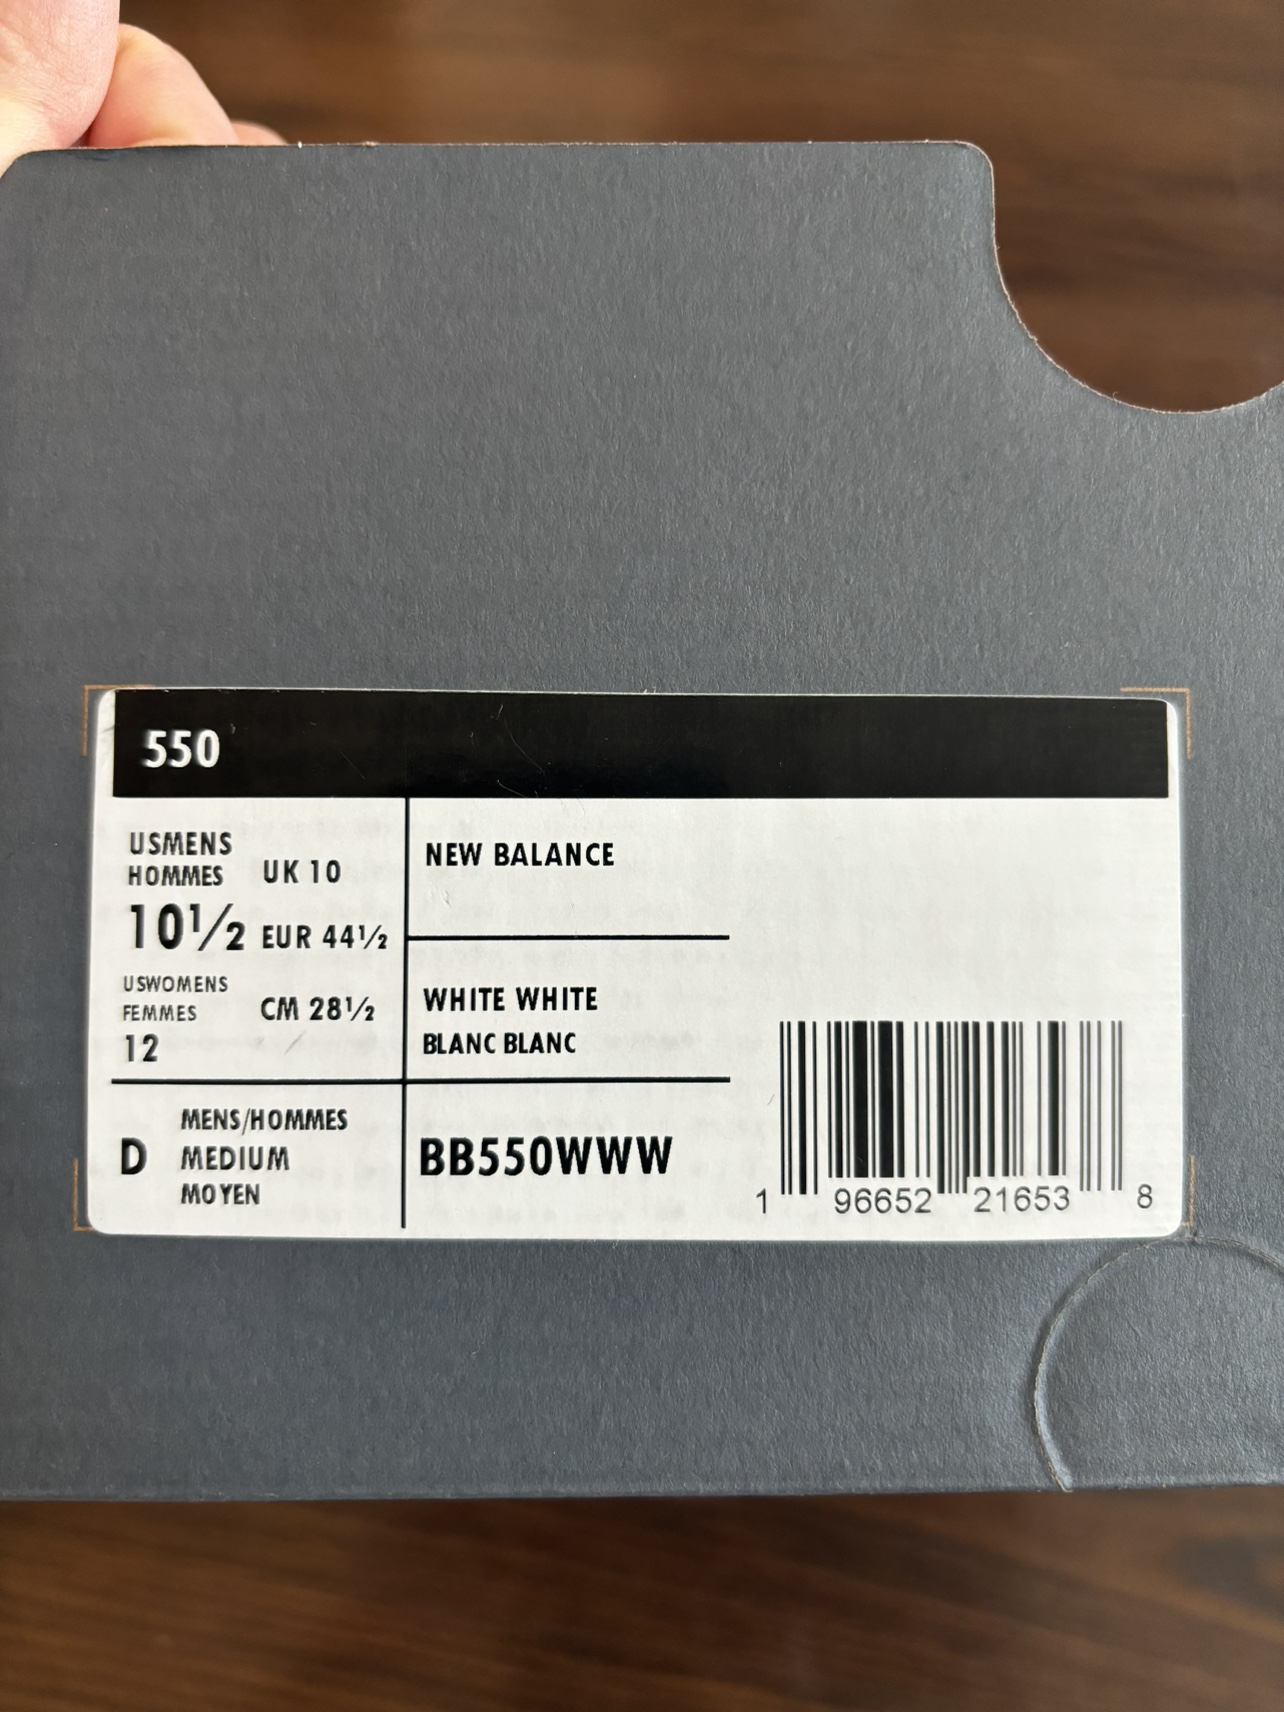 550
USMENS
HOMMES
10½
UK 10
EUR 44½
USWOMENS
FEMMES
12
CM 28½
NEW BALANCE
WHITE WHITE
BLANC BLANC
D
MENS/HOMMES
MEDIUM
MOYEN
BB550WWW
1 96652 21653 8